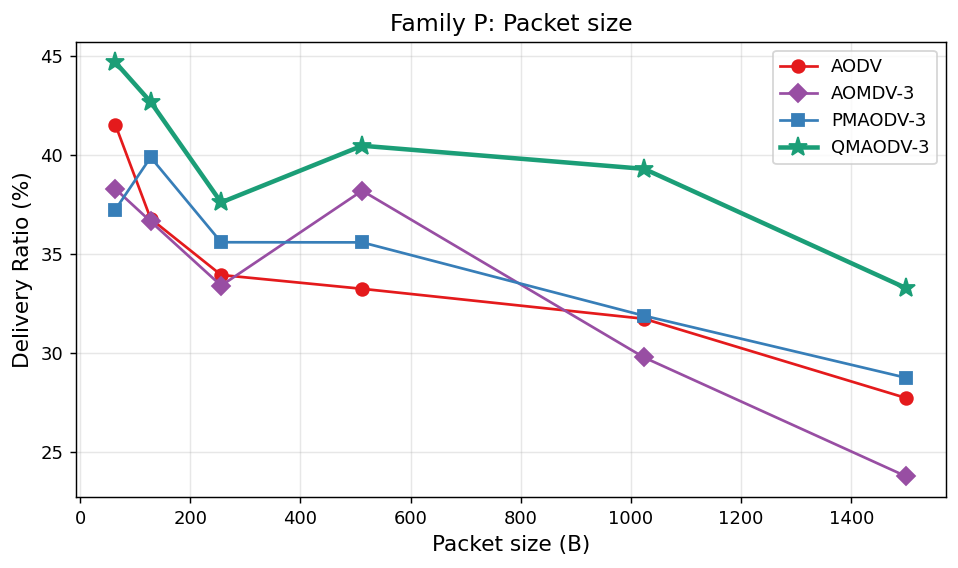 Family P: Packet size
AODV
AOMDV-3
PMAODV-3
QMAODV-3
Delivery Ratio (%)
45
40
35
30
25
0 200 400 600 800 1000 1200 1400
Packet size (B)